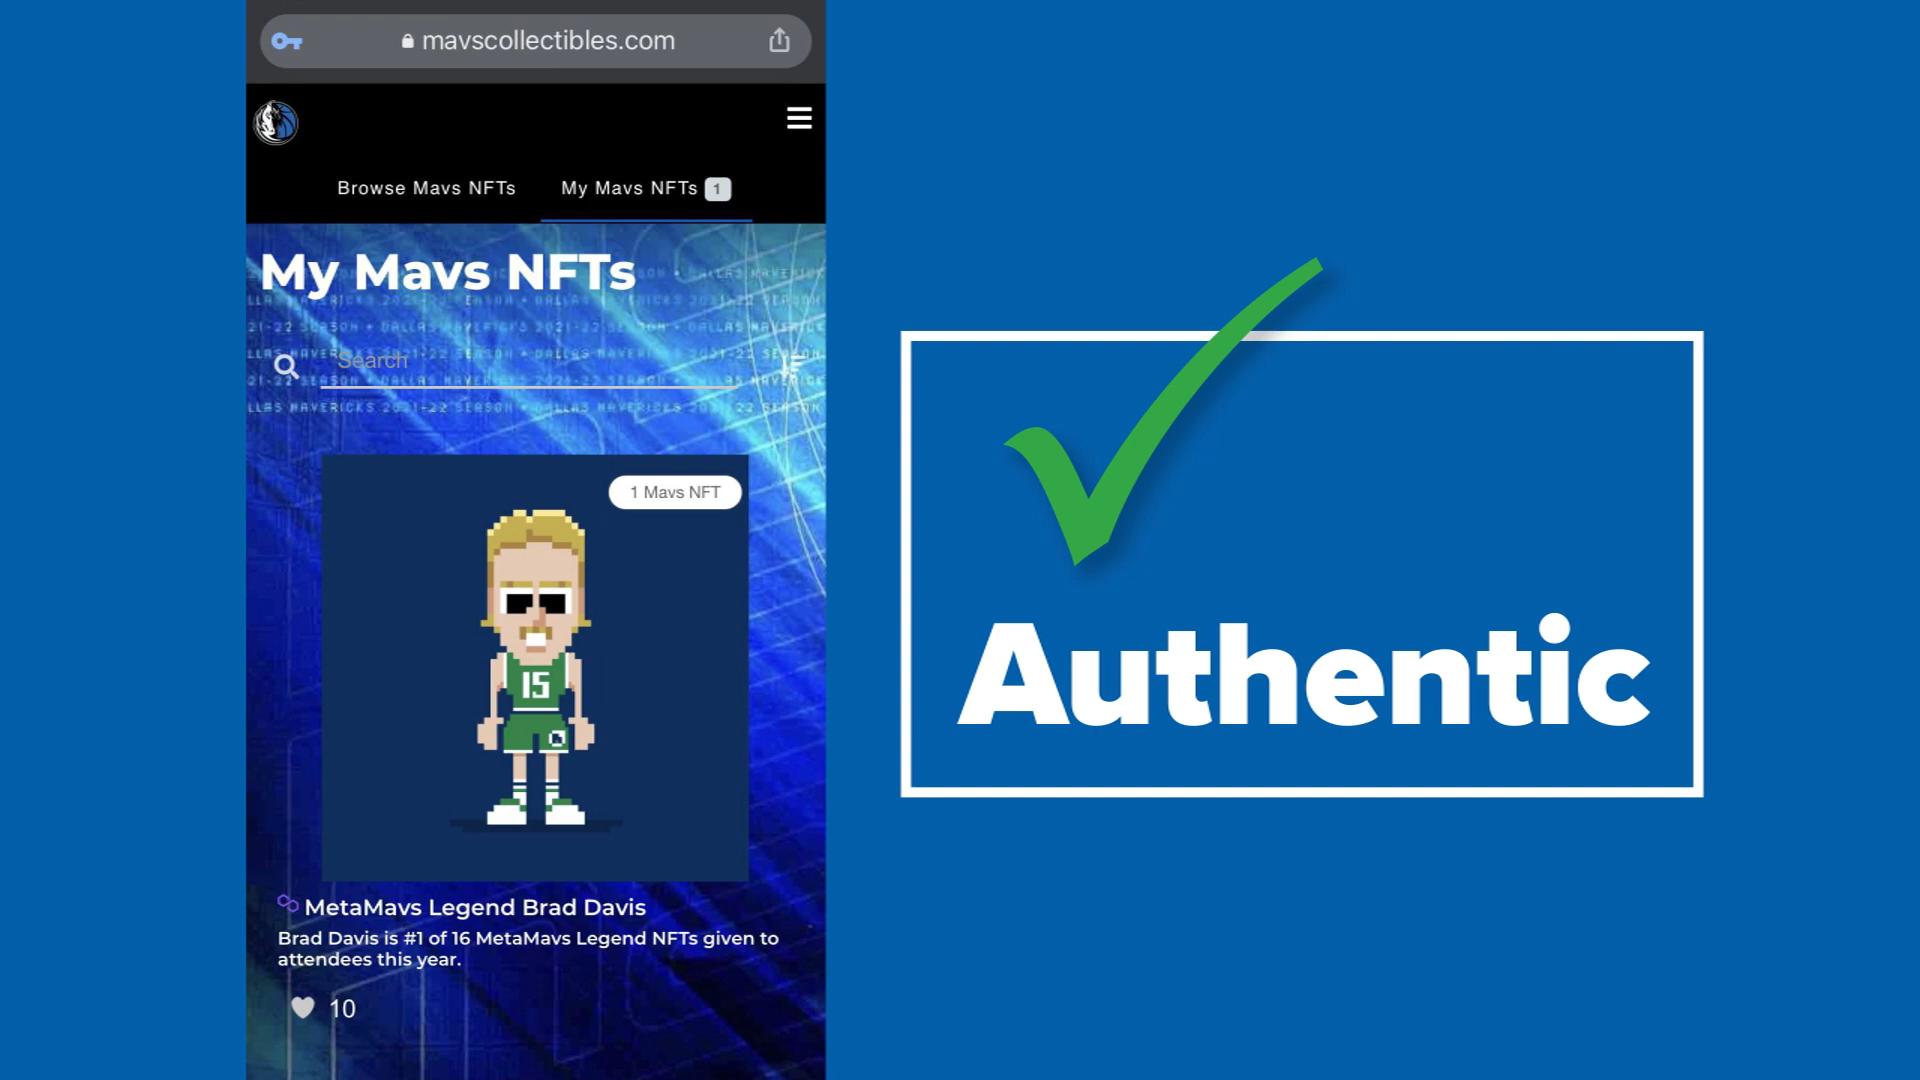 mavscollectibles.com
Browse Mavs NFTs
My Mavs NFTs 1
My Mavs NFTs
Search
1 Mavs NFT
15
MetaMavs Legend Brad Davis
Brad Davis is #1 of 16 MetaMavs Legend NFTs given to
attendees this year.
10
Authentic